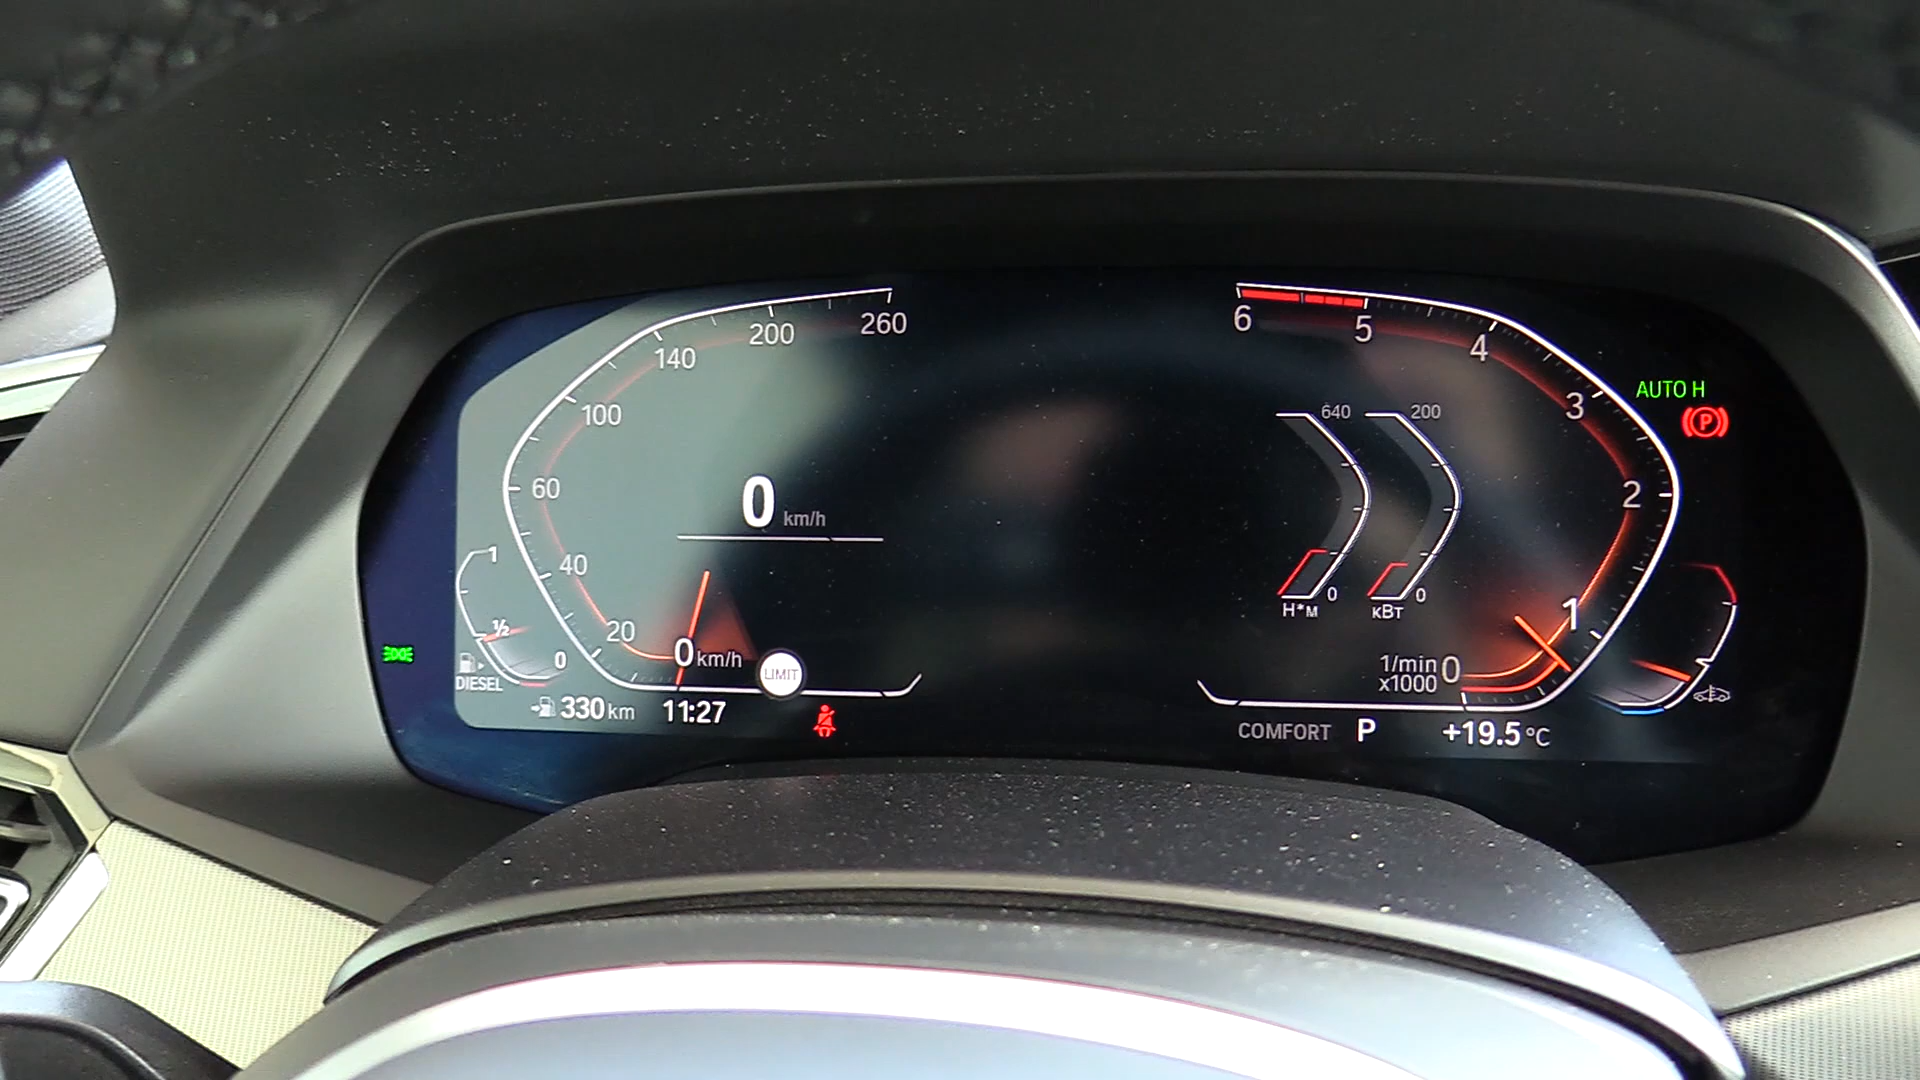 260
200
140
100
60
40
20
0 km/h
0 km/h
LIMIT
1
½
0
DIESEL
330 km
11:27
6
5
4
3
2
1
0
1/min
x1000
640
0
Н*м
200
0
кВт
AUTO H
P
COMFORT P
+19.5 °C